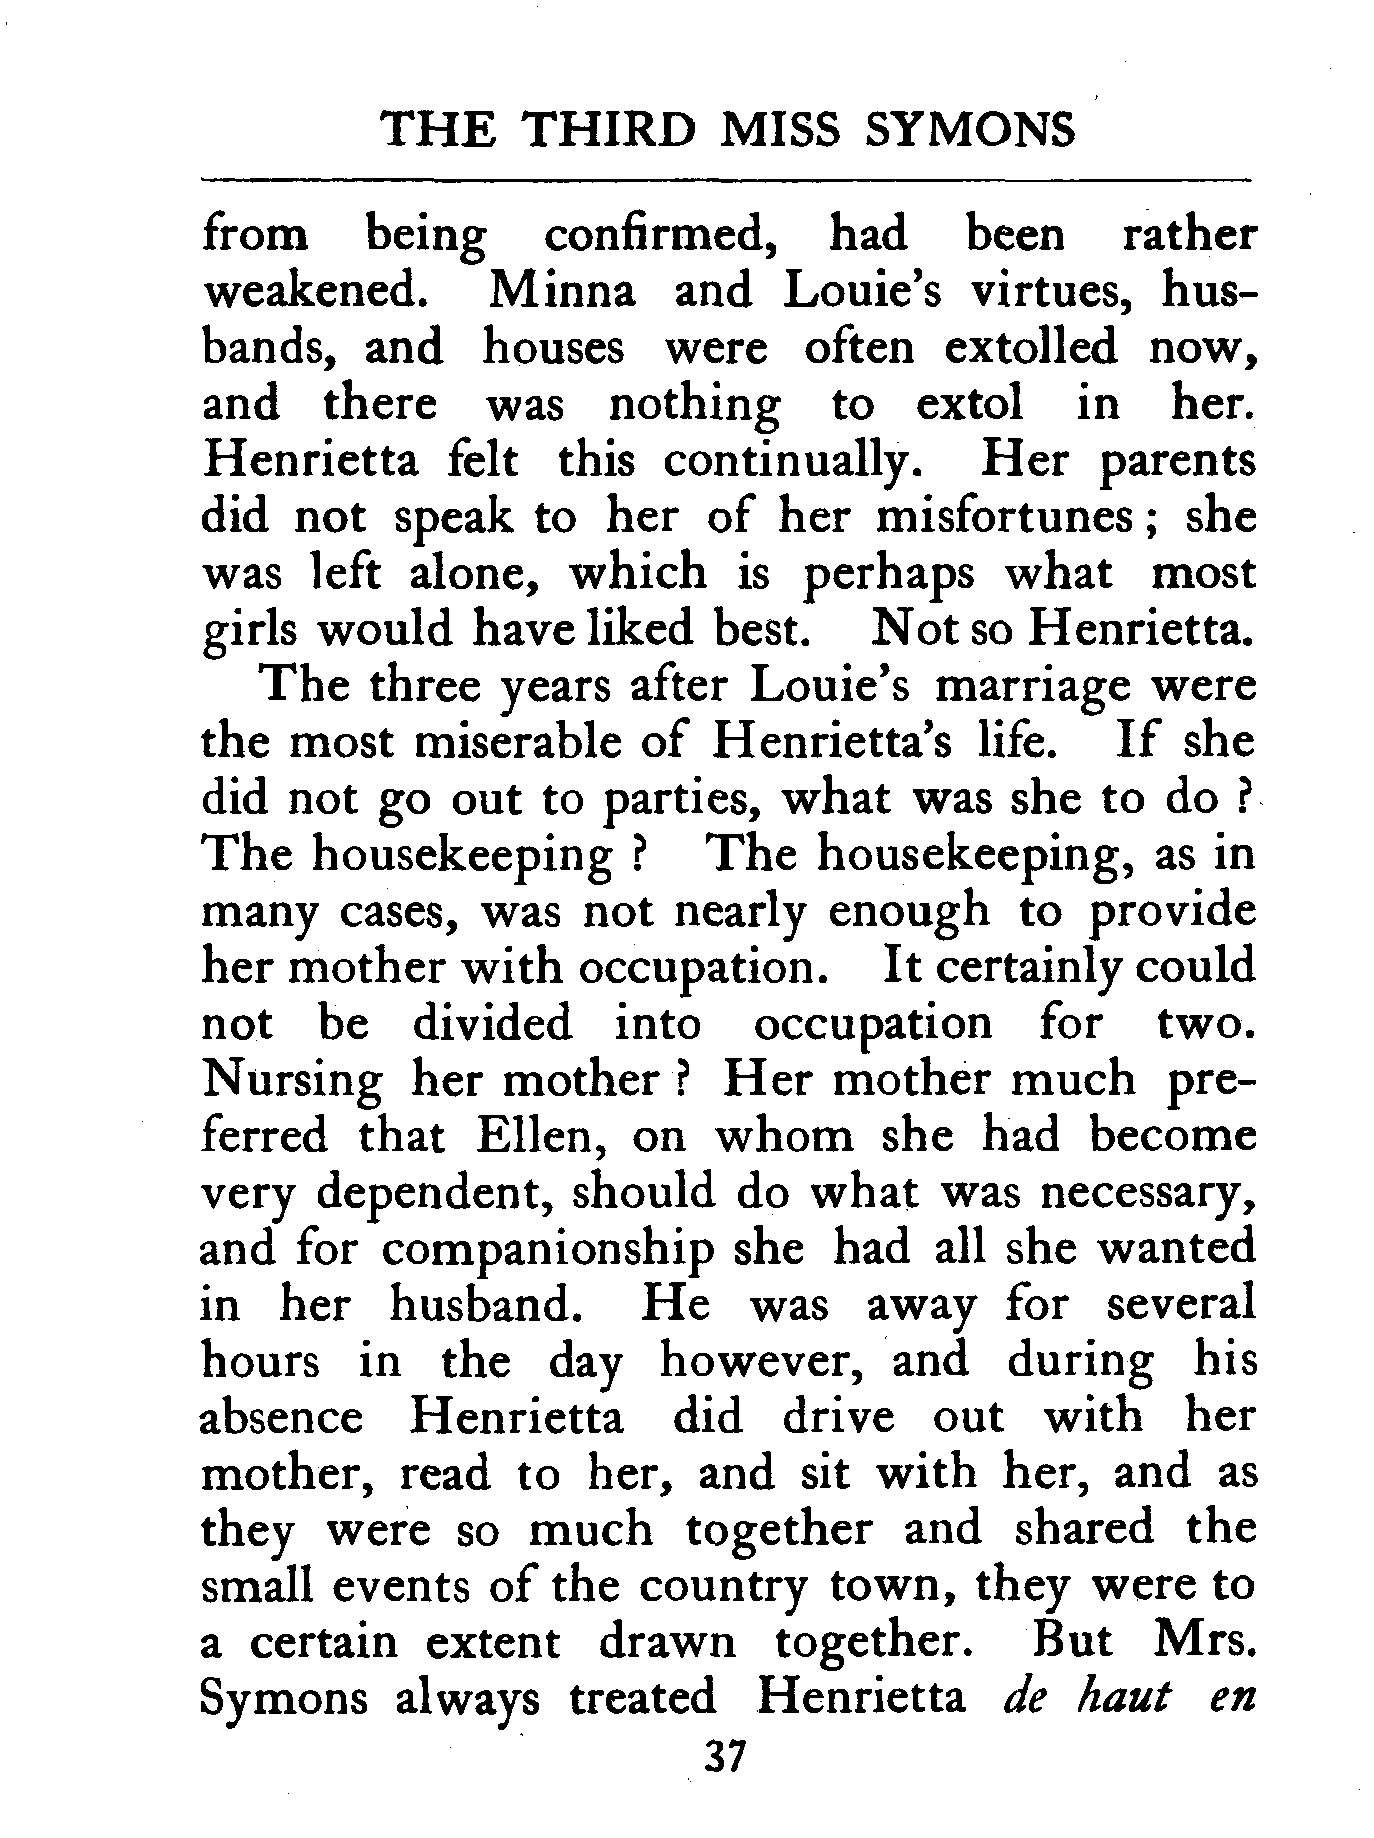 THE THIRD MISS SYMONS
from being confirmed, had been rather
weakened. Minna and Louie's virtues, hus-
bands, and houses were often extolled now,
and there was nothing to extol in her.
Henrietta felt this continually. Her parents
did not speak to her of her misfortunes ; she
was left alone, which is perhaps what most
girls would have liked best. Not so Henrietta.
The three years after Louie's marriage were
the most miserable of Henrietta's life. If she
did not go out to parties, what was she to do ?
The housekeeping ? The housekeeping, as in
many cases, was not nearly enough to provide
her mother with occupation. It certainly could
not be divided into occupation for two.
Nursing her mother ? Her mother much pre-
ferred that Ellen, on whom she had become
very dependent, should do what was necessary,
and for companionship she had all she wanted
in her husband. He was away for several
hours in the day however, and during his
absence Henrietta did drive out with her
mother, read to her, and sit with her, and as
they were so much together and shared the
small events of the country town, they were to
a certain extent drawn together. But Mrs.
Symons always treated Henrietta de haut en
37